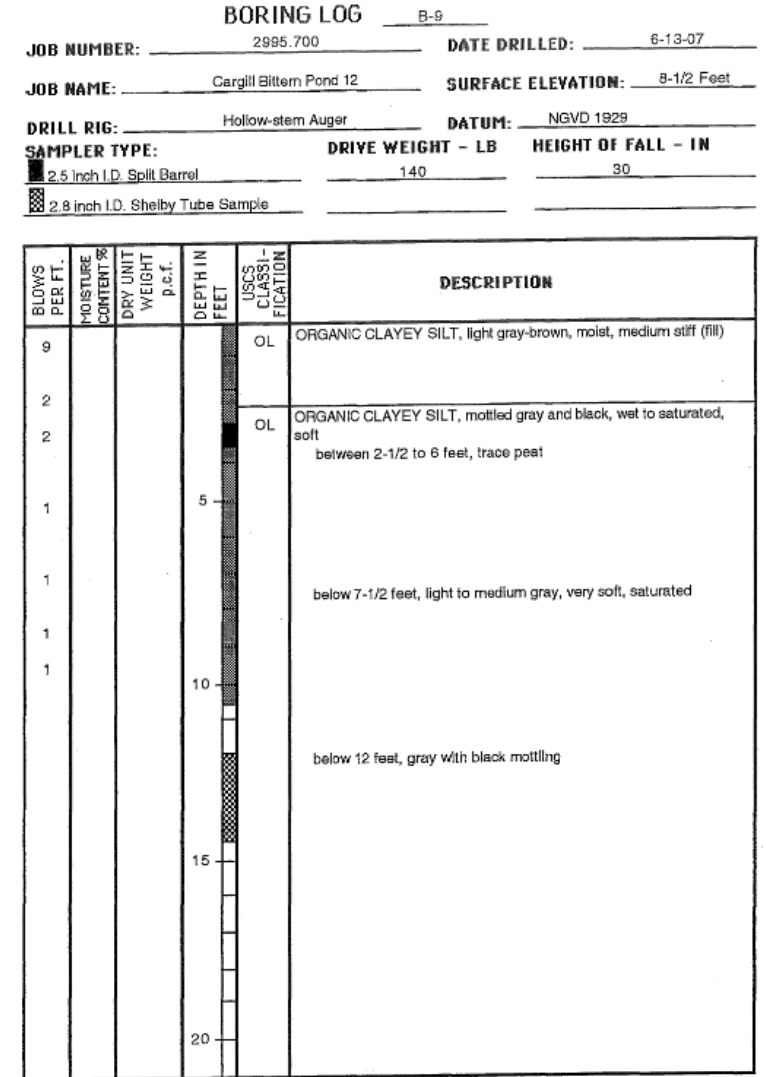 BORING LOG B-9
JOB NUMBER: 2995.700 DATE DRILLED: 6-13-07
JOB NAME: Cargill Bittern Pond 12 SURFACE ELEVATION: 8-1/2 Feet
DRILL RIG: Hollow-stem Auger DATUM: NGVD 1929
SAMPLER TYPE: DRIVE WEIGHT - LB HEIGHT OF FALL - IN
2.5 inch I.D. Split Barrel 140 30
2.8 inch I.D. Shelby Tube Sample
BLOWS
PER FT.
MOISTURE
CONTENT %
DRY UNIT
WEIGHT
p.c.f.
DEPTH IN
FEET
USCS
CLASSI-
FICATION
DESCRIPTION
9 OL ORGANIC CLAYEY SILT, light gray-brown, moist, medium stiff (fill)
2
2 OL ORGANIC CLAYEY SILT, mottled gray and black, wet to saturated,
soft
between 2-1/2 to 6 feet, trace peat
5
1
1 below 7-1/2 feet, light to medium gray, very soft, saturated
1
1
10
below 12 feet, gray with black mottling
15
20